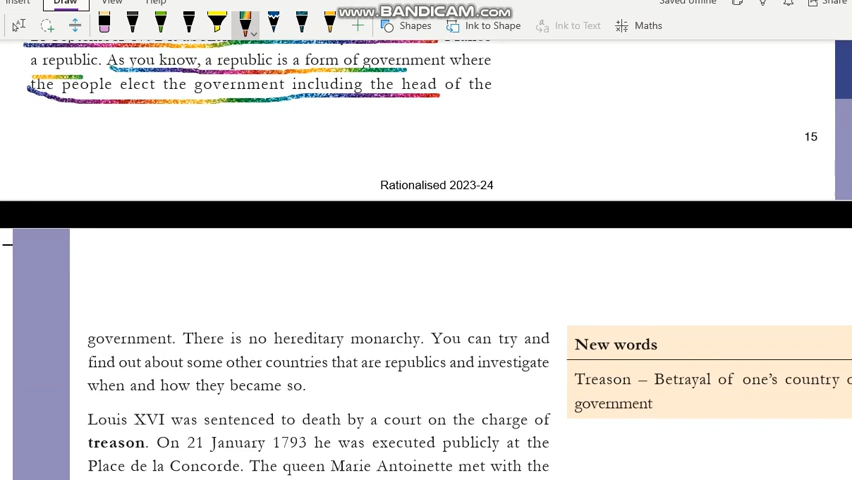 Insert Draw View Help Saved offline Share
www.BANDICAM.com
Shapes Ink to Shape Ink to Text Maths
a republic. As you know, a republic is a form of government where
the people elect the government including the head of the
15
Rationalised 2023-24
government. There is no hereditary monarchy. You can try and
find out about some other countries that are republics and investigate
when and how they became so.
Louis XVI was sentenced to death by a court on the charge of
treason. On 21 January 1793 he was executed publicly at the
Place de la Concorde. The queen Marie Antoinette met with the
New words
Treason – Betrayal of one's country o
government